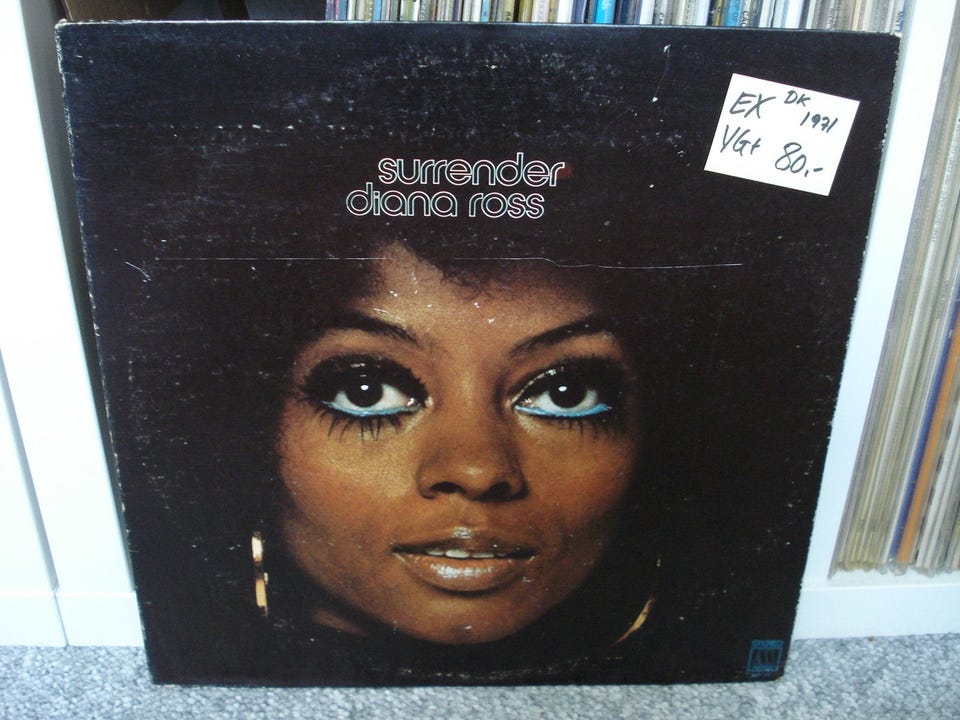 surrender
diana ross
EX DK 1971
VG+ 80,-